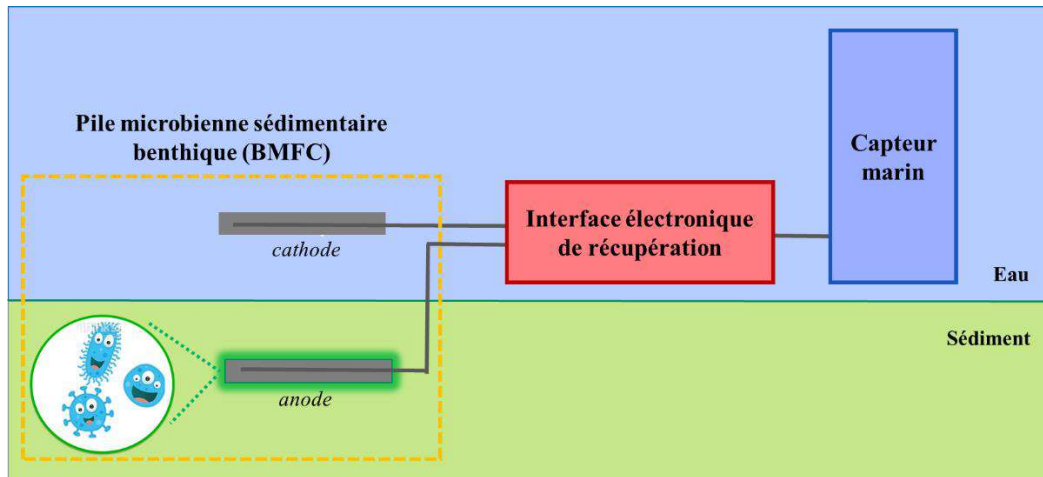 Pile microbienne sédimentaire
benthique (BMFC)
cathode
anode
Interface électronique
de récupération
Capteur
marin
Eau
Sédiment